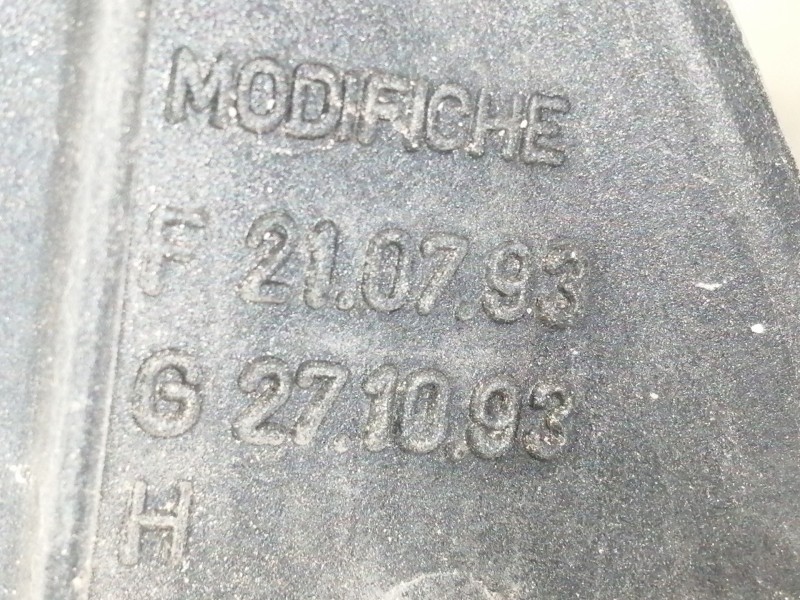 MODIFICHE
F 21.07.93
G 27.10.93
H